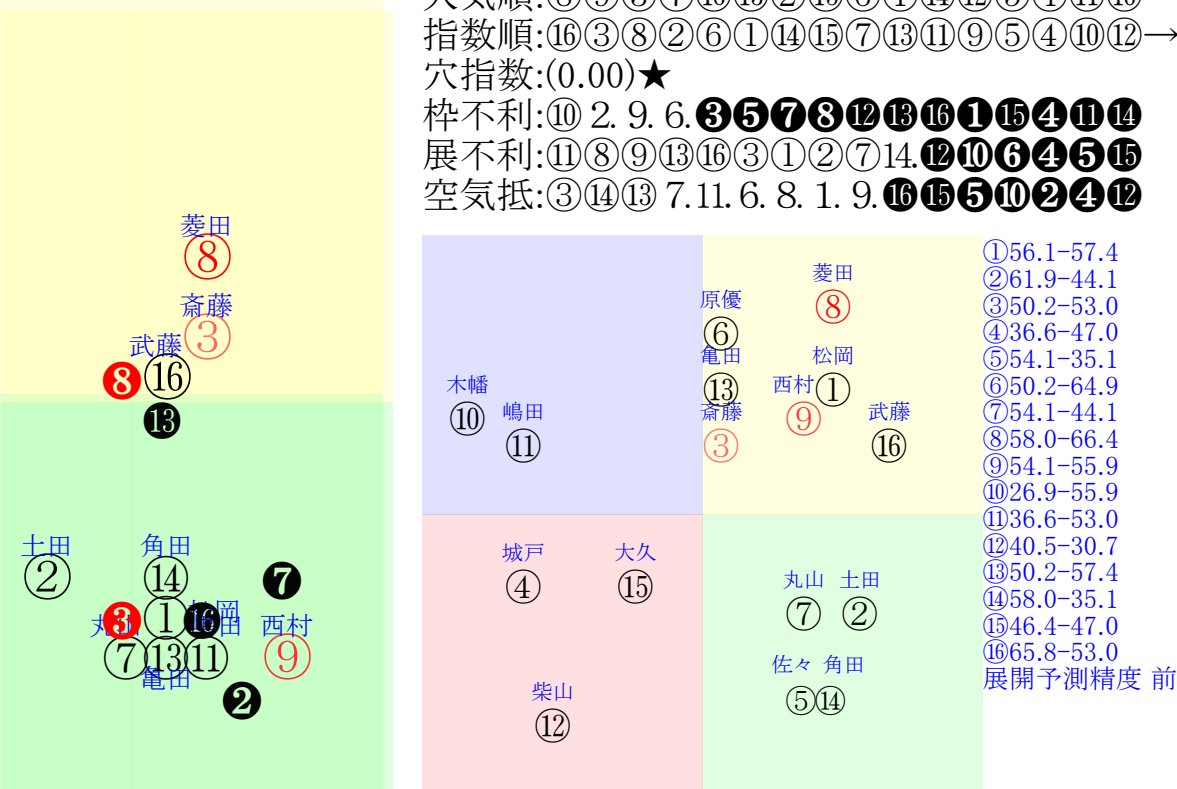 人気順:
指数順:⑯③⑧②⑥①⑭⑮⑦⑬⑪⑨⑤④⑩⑫→
穴指数:(0.00)★
枠不利:⑩ 2. 9. 6.❸❺❼❽⓬⓭⓰❶⓯❹⓫⓮
展不利:⑪⑧⑨⑬⑯③①②⑦14.⓬❿❻❹❺⓯
空気抵:③⑭⑬ 7.11. 6. 8. 1. 9.⓰⓯❺❿❷❹⓬
菱田
⑧
斎藤
③
武藤
❽⑯
⓭
土田 角田
② ⑭ ❼
❸ ① ⓰ 西村
⑦⑬⑪ ⑨
亀田
❷
菱田
原優 ⑧
⑥
亀田 松岡
木幡 ⑬ 西村 ①
⑩ 嶋田 斎藤 ⑨ 武藤
⑪ ③ ⑯
城戸 大久
④ ⑮
丸山 土田
⑦ ②
佐々 角田
⑤⑭
柴山
⑫
①56.1-57.4
②61.9-44.1
③50.2-53.0
④36.6-47.0
⑤54.1-35.1
⑥50.2-64.9
⑦54.1-44.1
⑧58.0-66.4
⑨54.1-55.9
⑩26.9-55.9
⑪36.6-53.0
⑫40.5-30.7
⑬50.2-57.4
⑭58.0-35.1
⑮46.4-47.0
⑯65.8-53.0
展開予測精度 前